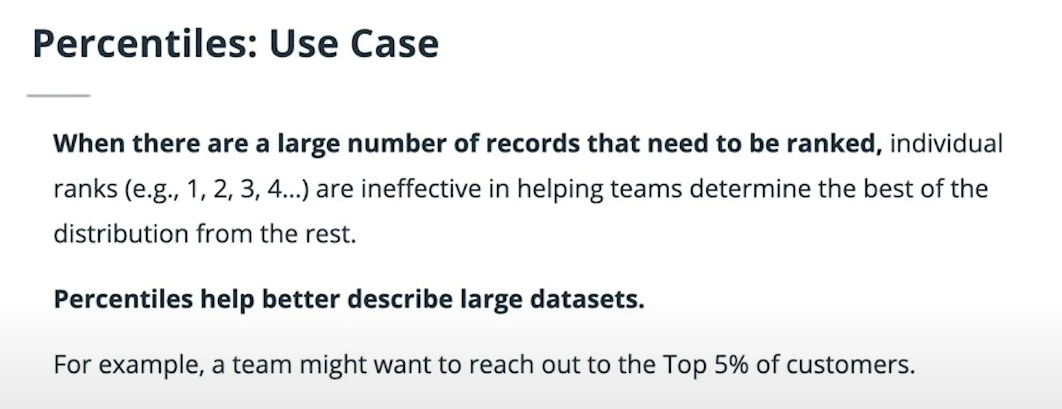 Percentiles: Use Case
When there are a large number of records that need to be ranked, individual
ranks (e.g., 1, 2, 3, 4...) are ineffective in helping teams determine the best of the
distribution from the rest.
Percentiles help better describe large datasets.
For example, a team might want to reach out to the Top 5% of customers.